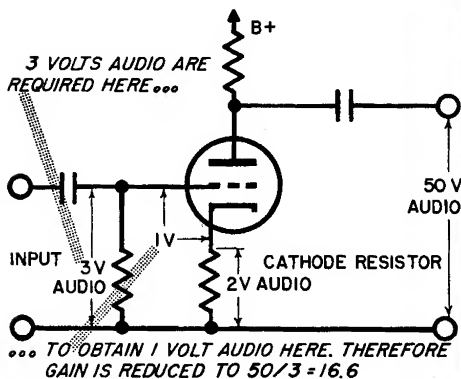 B+
3 VOLTS AUDIO ARE
REQUIRED HERE...
50 V
AUDIO
1V
INPUT
3V
AUDIO
CATHODE RESISTOR
2V AUDIO
... TO OBTAIN 1 VOLT AUDIO HERE. THEREFORE
GAIN IS REDUCED TO 50/3 = 16.6